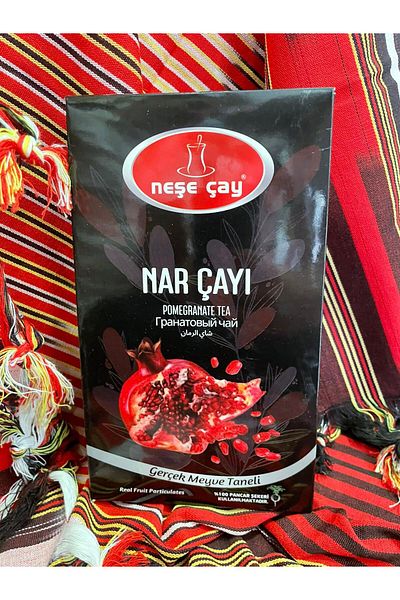 neşe çay®
NAR ÇAYI
POMEGRANATE TEA
Гранатовый чай
شاي الرمان
Gerçek Meyve Taneli
Real Fruit Particulates
%100 PANCAR ŞEKERİ
KULLANILMAKTADIR.